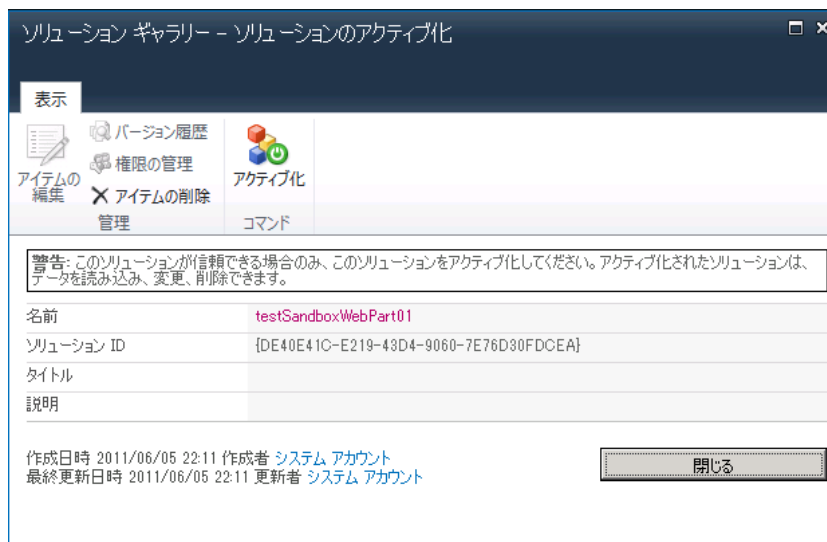 ソリューション ギャラリー - ソリューションのアクティブ化
表示
アイテムの
編集
バージョン履歴
権限の管理
アイテムの削除
管理
アクティブ化
コマンド
警告: このソリューションが信頼できる場合のみ、このソリューションをアクティブ化してください。アクティブ化されたソリューションは、
データを読み込み、変更、削除できます。
名前 testSandboxWebPart01
ソリューション ID {DE40E41C-E219-43D4-9060-7E76D30FDCEA}
タイトル
説明
作成日時 2011/06/05 22:11 作成者 システム アカウント
最終更新日時 2011/06/05 22:11 更新者 システム アカウント
閉じる